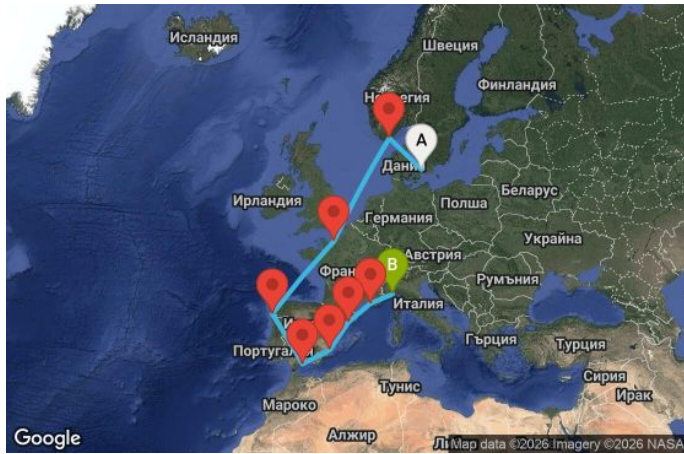 Исландия
Швеция
Финландия
Норвегия
A
Дания
Ирландия
Беларус
Полша
Германия
Украйна
B
Австрия
Румъния
Италия
Гърция
Турция
Португалия
Сирия
Тунис
Ирак
Мароко
Алжир
Google
Map data ©2026 Imagery ©2026 NASA